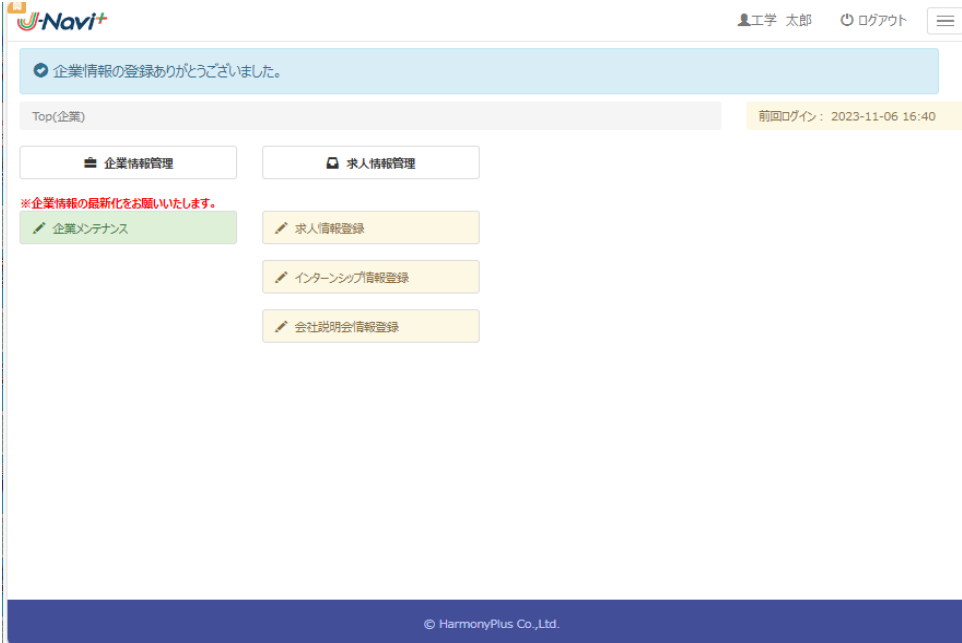 J-Navi+
工学 太郎 ログアウト
企業情報の登録ありがとうございました。
Top(企業) 前回ログイン： 2023-11-06 16:40
企業情報管理 求人情報管理
※企業情報の最新化をお願いいたします。
企業メンテナンス 求人情報登録
インターンシップ情報登録
会社説明会情報登録
© HarmonyPlus Co.,Ltd.